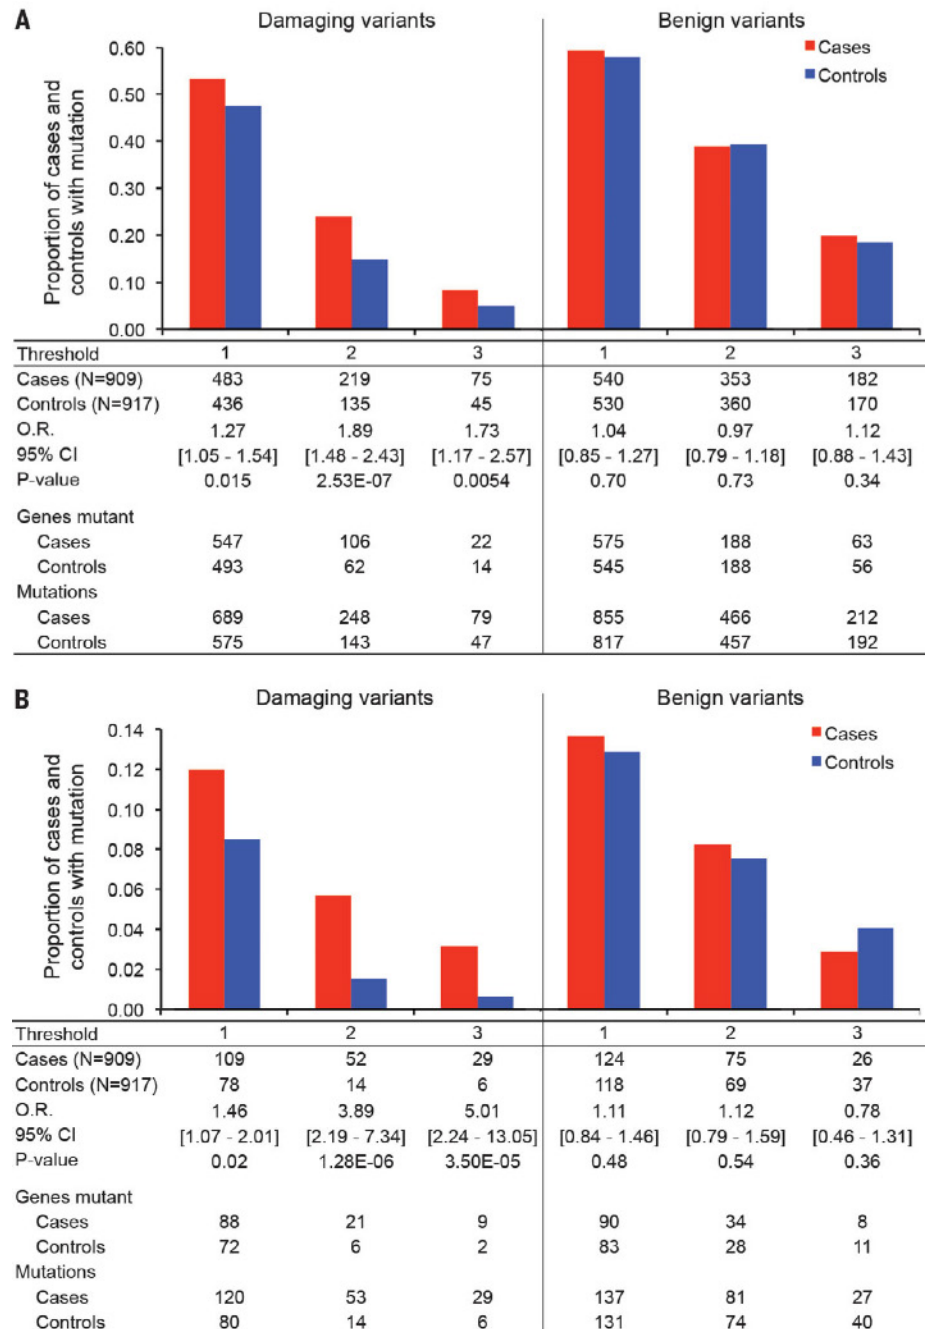 A
Damaging variants
Benign variants
Proportion of cases and
controls with mutation
0.60
0.50
0.40
0.30
0.20
0.10
0.00
Cases
Controls
Threshold 1 2 3 1 2 3
Cases (N=909) 483 219 75 540 353 182
Controls (N=917) 436 135 45 530 360 170
O.R. 1.27 1.89 1.73 1.04 0.97 1.12
95% CI [1.05 - 1.54] [1.48 - 2.43] [1.17 - 2.57] [0.85 - 1.27] [0.79 - 1.18] [0.88 - 1.43]
P-value 0.015 2.53E-07 0.0054 0.70 0.73 0.34
Genes mutant
Cases 547 106 22 575 188 63
Controls 493 62 14 545 188 56
Mutations
Cases 689 248 79 855 466 212
Controls 575 143 47 817 457 192
B
Damaging variants
Benign variants
Proportion of cases and
controls with mutation
0.14
0.12
0.10
0.08
0.06
0.04
0.02
0.00
Cases
Controls
Threshold 1 2 3 1 2 3
Cases (N=909) 109 52 29 124 75 26
Controls (N=917) 78 14 6 118 69 37
O.R. 1.46 3.89 5.01 1.11 1.12 0.78
95% CI [1.07 - 2.01] [2.19 - 7.34] [2.24 - 13.05] [0.84 - 1.46] [0.79 - 1.59] [0.46 - 1.31]
P-value 0.02 1.28E-06 3.50E-05 0.48 0.54 0.36
Genes mutant
Cases 88 21 9 90 34 8
Controls 72 6 2 83 28 11
Mutations
Cases 120 53 29 137 81 27
Controls 80 14 6 131 74 40